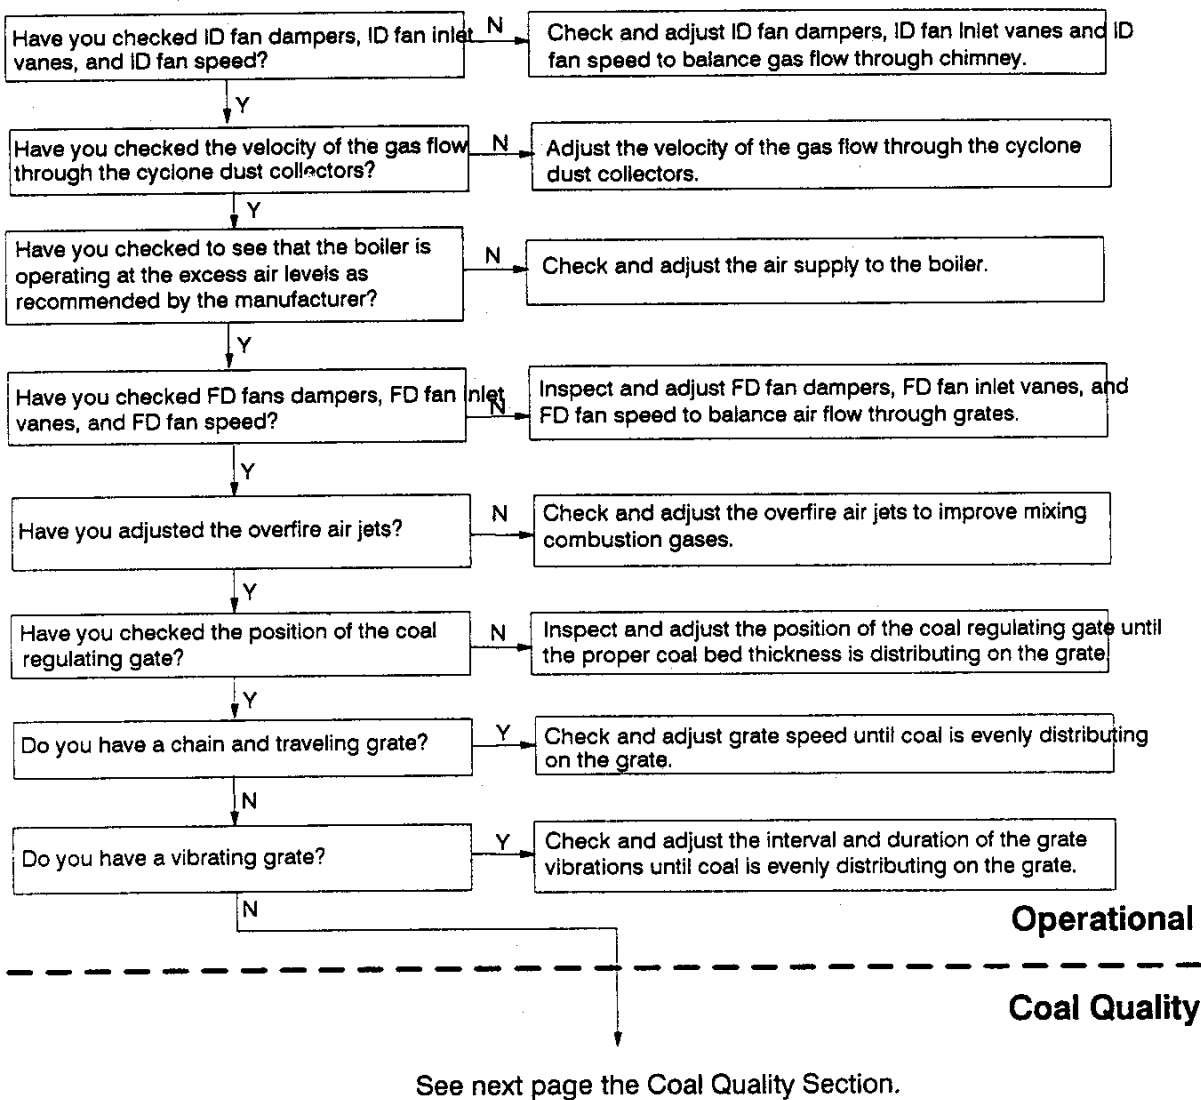 Have you checked ID fan dampers, ID fan inlet
vanes, and ID fan speed?
N
Check and adjust ID fan dampers, ID fan Inlet vanes and ID
fan speed to balance gas flow through chimney.
Y
Have you checked the velocity of the gas flow
through the cyclone dust collectors?
N
Adjust the velocity of the gas flow through the cyclone
dust collectors.
Y
Have you checked to see that the boiler is
operating at the excess air levels as
recommended by the manufacturer?
N
Check and adjust the air supply to the boiler.
Y
Have you checked FD fans dampers, FD fan Inlet
vanes, and FD fan speed?
N
Inspect and adjust FD fan dampers, FD fan inlet vanes, and
FD fan speed to balance air flow through grates.
Y
Have you adjusted the overfire air jets?
N
Check and adjust the overfire air jets to improve mixing
combustion gases.
Y
Have you checked the position of the coal
regulating gate?
N
Inspect and adjust the position of the coal regulating gate until
the proper coal bed thickness is distributing on the grate
Y
Do you have a chain and traveling grate?
Y
Check and adjust grate speed until coal is evenly distributing
on the grate.
N
Do you have a vibrating grate?
Y
Check and adjust the interval and duration of the grate
vibrations until coal is evenly distributing on the grate.
N
Operational
Coal Quality
See next page the Coal Quality Section.